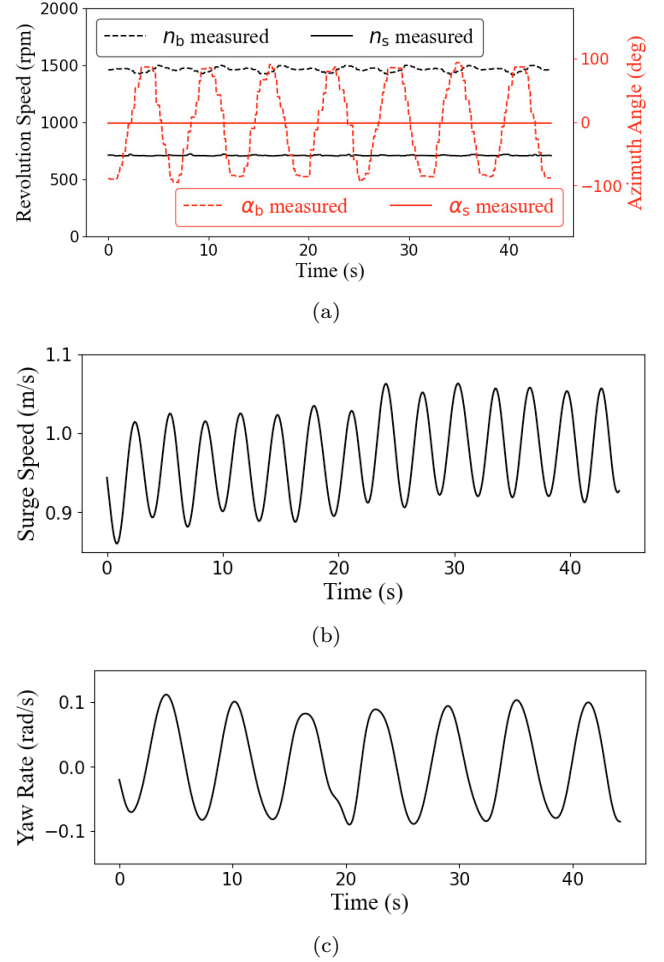 2000
1500
1000
500
0
Revolution Speed (rpm)
n_b measured
n_s measured
α_b measured
α_s measured
100
0
−100
Azimuth Angle (deg)
0 10 20 30 40
Time (s)
(a)
1.1
1.0
0.9
Surge Speed (m/s)
0 10 20 30 40
Time (s)
(b)
0.1
0.0
−0.1
Yaw Rate (rad/s)
0 10 20 30 40
Time (s)
(c)